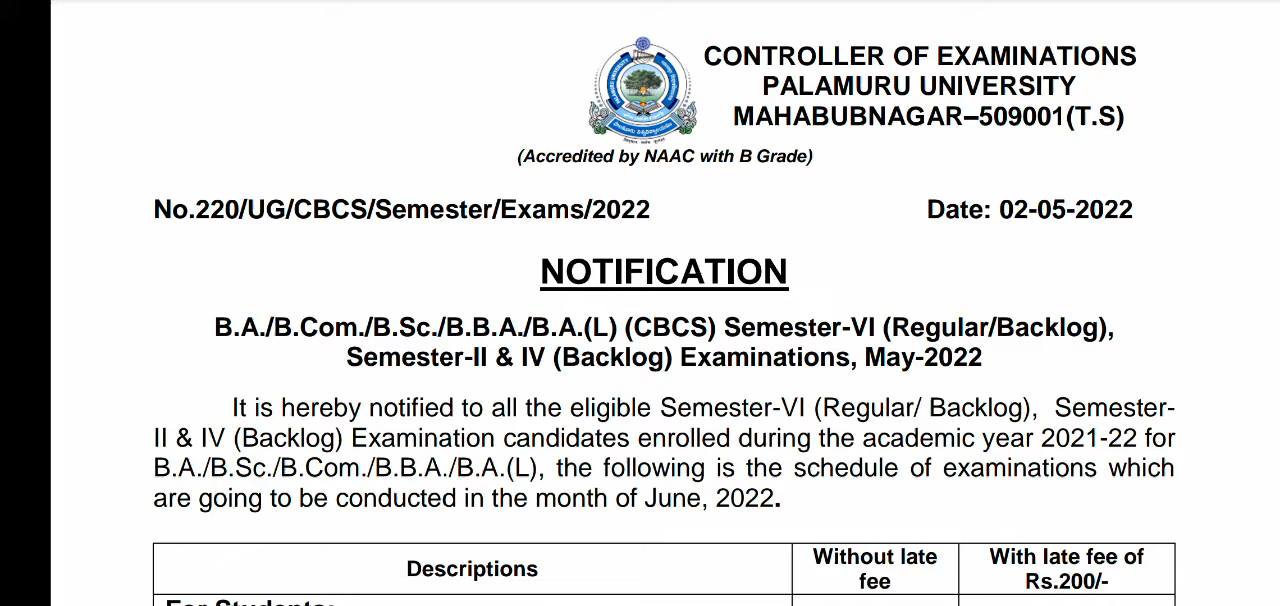 CONTROLLER OF EXAMINATIONS
PALAMURU UNIVERSITY
MAHABUBNAGAR–509001(T.S)
(Accredited by NAAC with B Grade)
No.220/UG/CBCS/Semester/Exams/2022 Date: 02-05-2022
NOTIFICATION
B.A./B.Com./B.Sc./B.B.A./B.A.(L) (CBCS) Semester-VI (Regular/Backlog),
Semester-II & IV (Backlog) Examinations, May-2022
It is hereby notified to all the eligible Semester-VI (Regular/ Backlog), Semester-
II & IV (Backlog) Examination candidates enrolled during the academic year 2021-22 for
B.A./B.Sc./B.Com./B.B.A./B.A.(L), the following is the schedule of examinations which
are going to be conducted in the month of June, 2022.
Descriptions
Without late
fee
With late fee of
Rs.200/-
For Students: